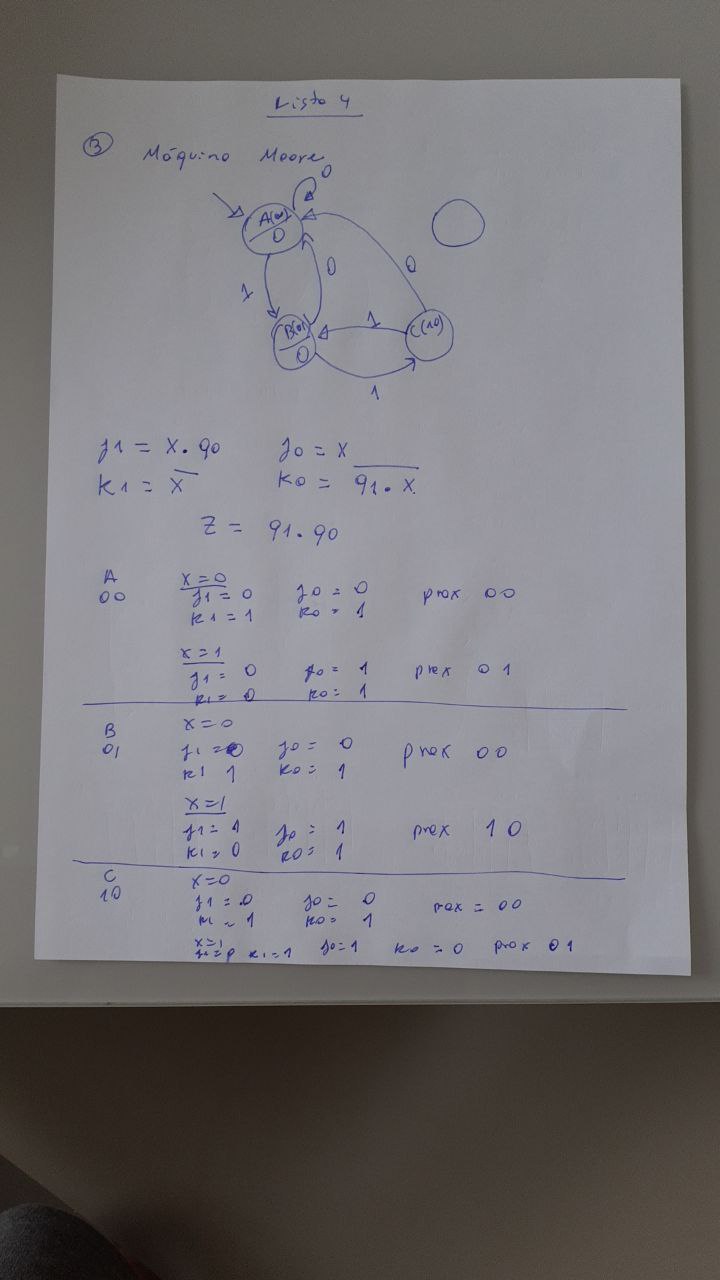 Lista 4
③ Máquina Moore
0
A(00)
0
1
0
0
B(01)
0
1
C(10)
1
J1 = X . q0 J0 = X
K1 = X̅ K0 = \overline{q1 . X}
Z = q1 . q0
A X=0
00 J1 = 0 J0 = 0 prox 00
K1 = 1 K0 = 1
X=1
J1 = 0 J0 = 1 prox 01
K1 = 0 K0 = 1
B X=0
01 J1 = 0 J0 = 0 prox 00
K1 1 K0 = 1
X=1
J1 = 1 J0 = 1 prox 10
K1 = 0 K0 = 1
C X=0
10 J1 = 0 J0 = 0 prox = 00
K1 = 1 K0 = 1
X=1
J1 = 0 K1 = 1 J0 = 1 K0 = 0 prox 01